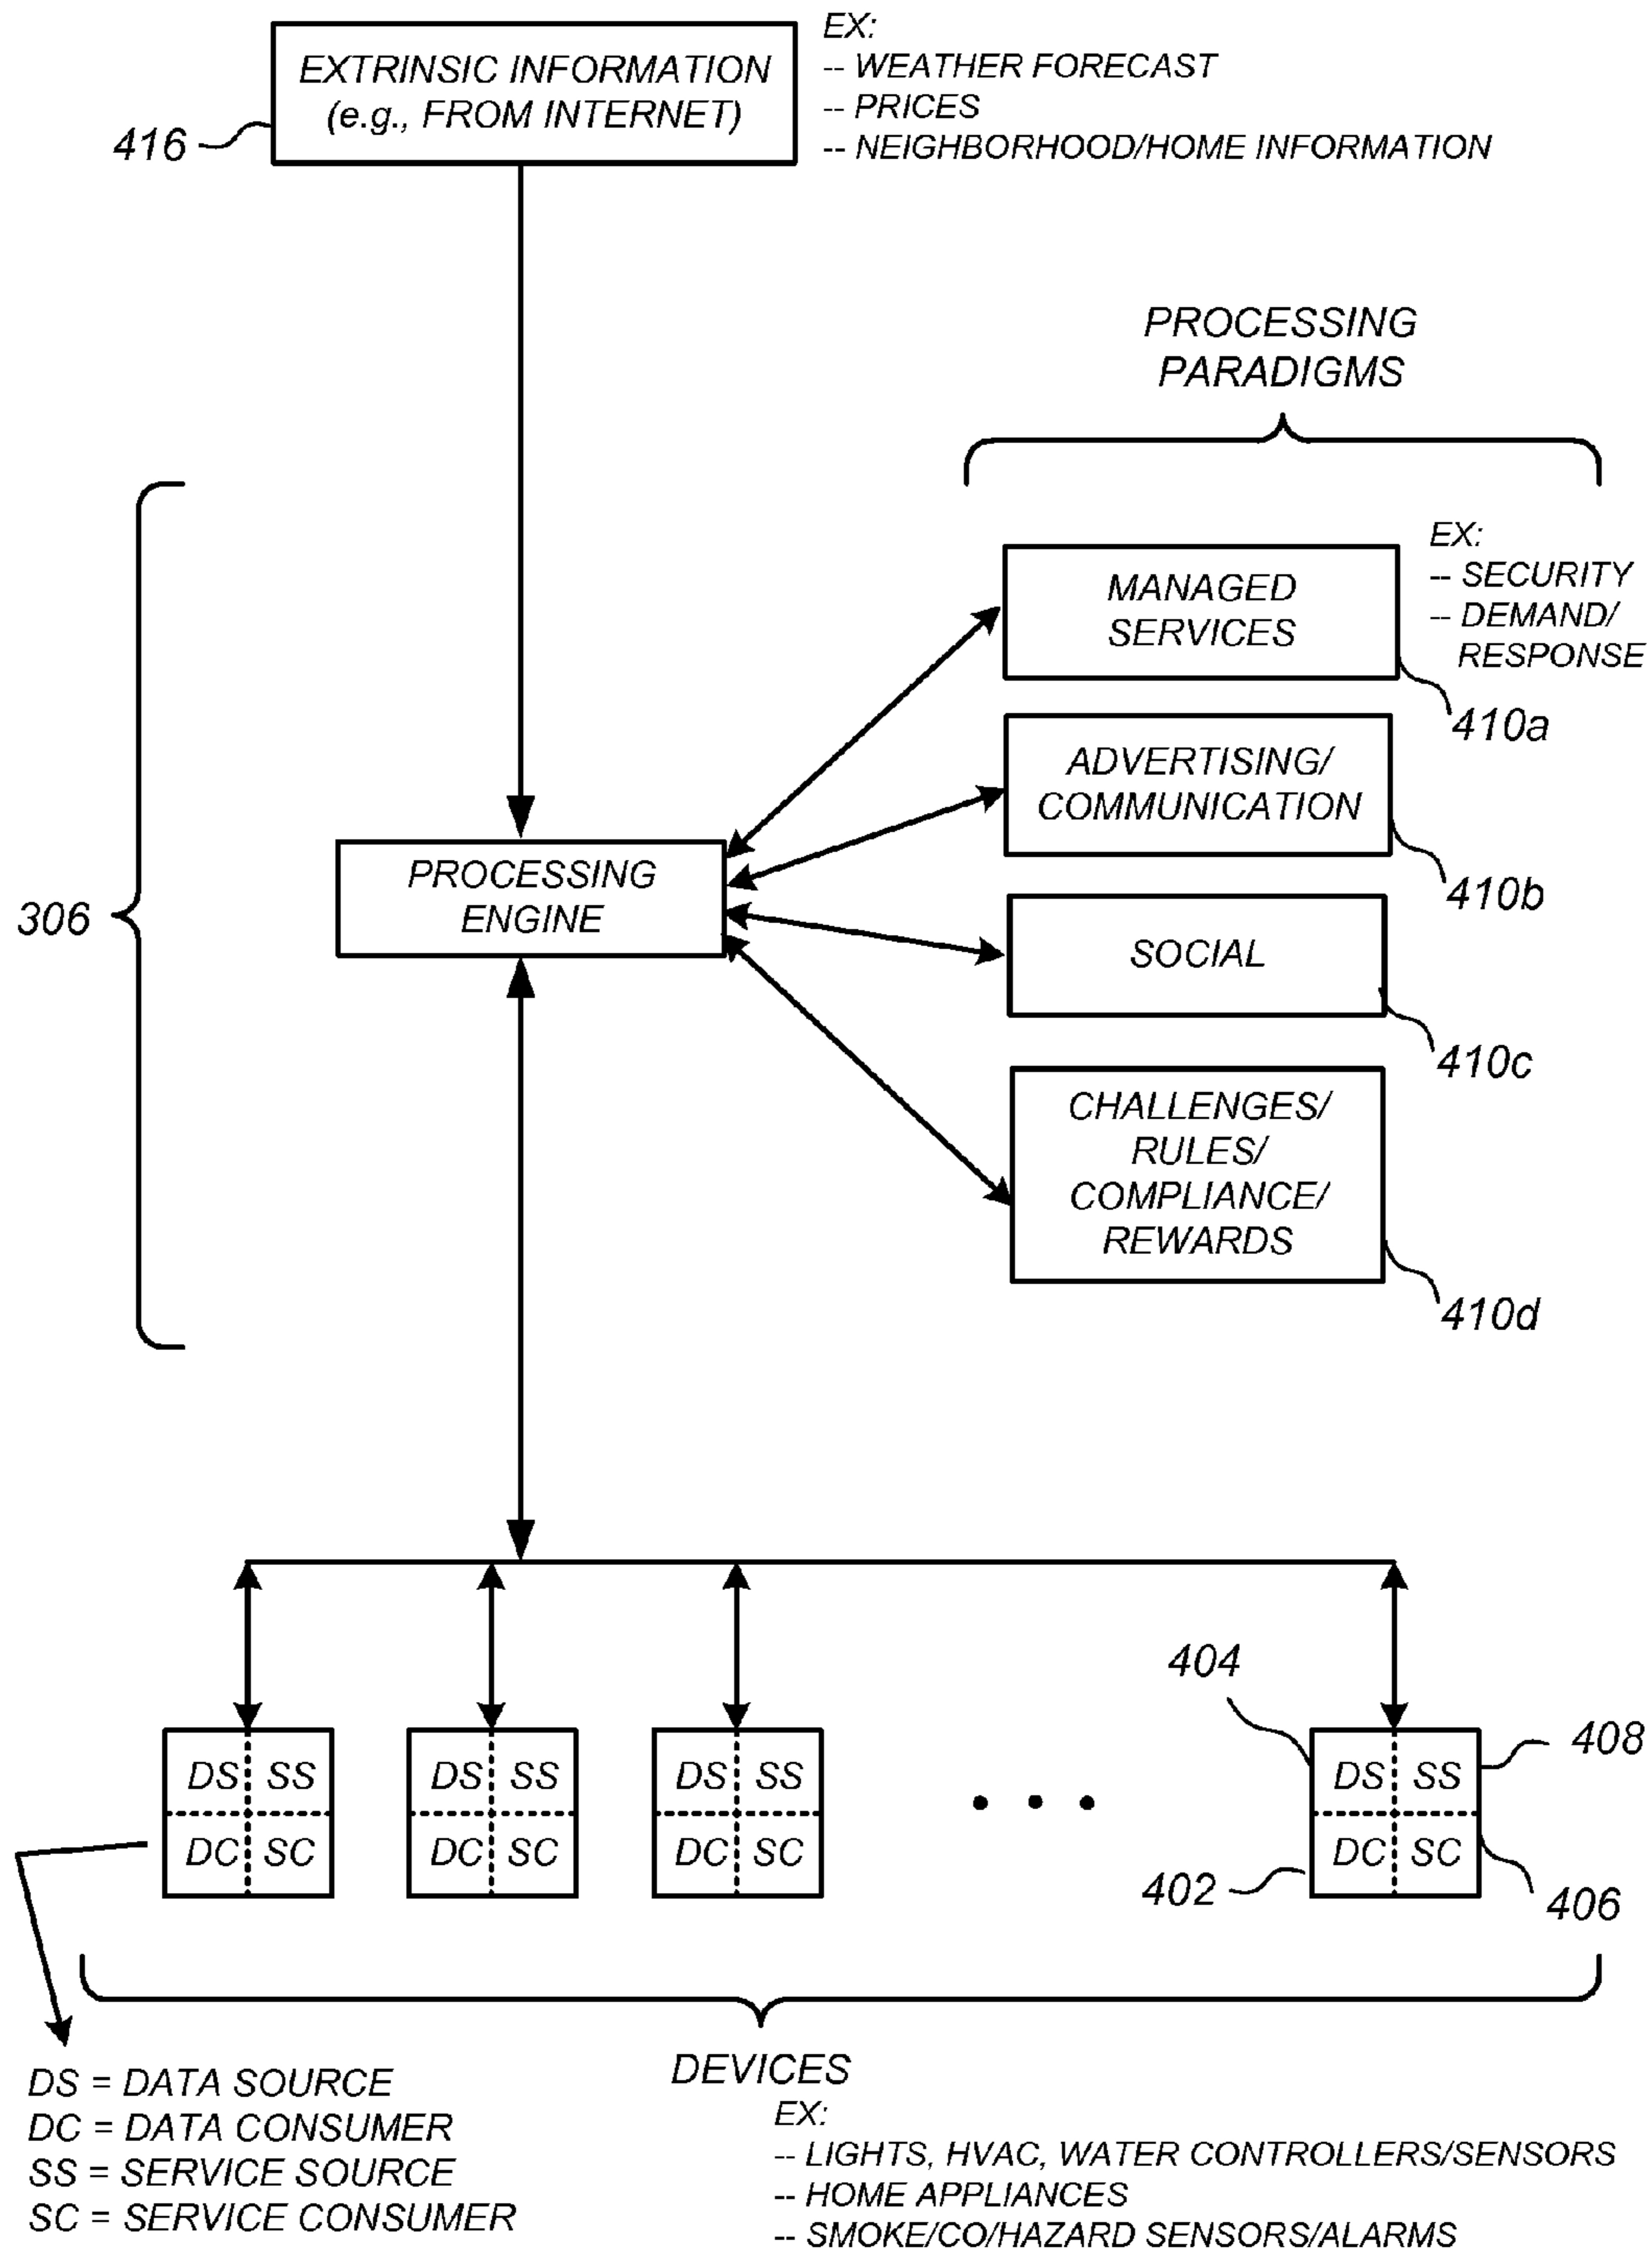 EXTRINSIC INFORMATION
(e.g., FROM INTERNET)
416
EX:
-- WEATHER FORECAST
-- PRICES
-- NEIGHBORHOOD/HOME INFORMATION
PROCESSING
PARADIGMS
MANAGED
SERVICES
EX:
-- SECURITY
-- DEMAND/
RESPONSE
410a
ADVERTISING/
COMMUNICATION
410b
306
PROCESSING
ENGINE
SOCIAL
410c
CHALLENGES/
RULES/
COMPLIANCE/
REWARDS
410d
404
408
DS SS
DC SC
DS SS
DC SC
DS SS
DC SC
DS SS
DC SC
402
406
DS = DATA SOURCE
DC = DATA CONSUMER
SS = SERVICE SOURCE
SC = SERVICE CONSUMER
DEVICES
EX:
-- LIGHTS, HVAC, WATER CONTROLLERS/SENSORS
-- HOME APPLIANCES
-- SMOKE/CO/HAZARD SENSORS/ALARMS